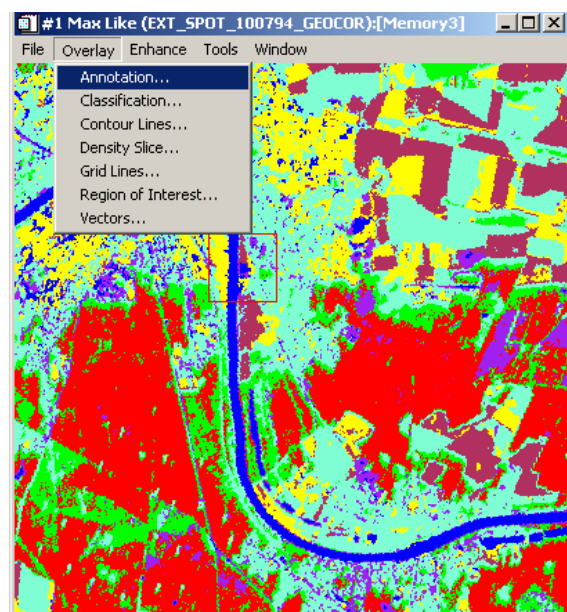 #1 Max Like (EXT_SPOT_100794_GEOCOR):[Memory3]
File Overlay Enhance Tools Window
Annotation...
Classification...
Contour Lines...
Density Slice...
Grid Lines...
Region of Interest...
Vectors...